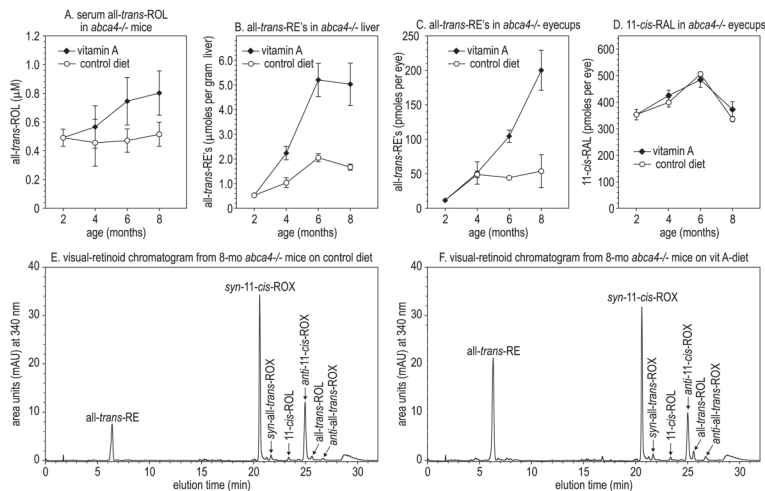 A. serum all-trans-ROL
in abca4-/- mice
vitamin A
control diet
all-trans-ROL
(μM)
1.2
1.0
0.8
0.6
0.4
0.2
0
2 4 6 8
age (months)
B. all-trans-RE's in abca4-/- liver
vitamin A
control diet
all-trans-RE's
(μmoles per gram liver)
7.0
6.0
5.0
4.0
3.0
2.0
1.0
0
2 4 6 8
age (months)
C. all-trans-RE's in abca4-/- eyecups
vitamin A
control diet
all-trans-RE's
(pmoles per eye)
250
200
150
100
50
0
2 4 6 8
age (months)
D. 11-cis-RAL in abca4-/- eyecups
vitamin A
control diet
11-cis-RAL
(pmoles per eye)
600
500
400
300
200
100
0
2 4 6 8
age (months)
E. visual-retinoid chromatogram from 8-mo abca4-/- mice on control diet
area units (mAU) at 340 nm
40
30
20
10
0
all-trans-RE
syn-11-cis-ROX
syn-all-trans-ROX
11-cis-ROL
anti-11-cis-ROX
all-trans-ROL
anti-all-trans-ROX
0 5 10 15 20 25 30
elution time (min)
F. visual-retinoid chromatogram from 8-mo abca4-/- mice on vit A-diet
area units (mAU) at 340 nm
40
30
20
10
0
all-trans-RE
syn-11-cis-ROX
syn-all-trans-ROX
11-cis-ROL
anti-11-cis-ROX
all-trans-ROL
anti-all-trans-ROX
0 5 10 15 20 25 30
elution time (min)